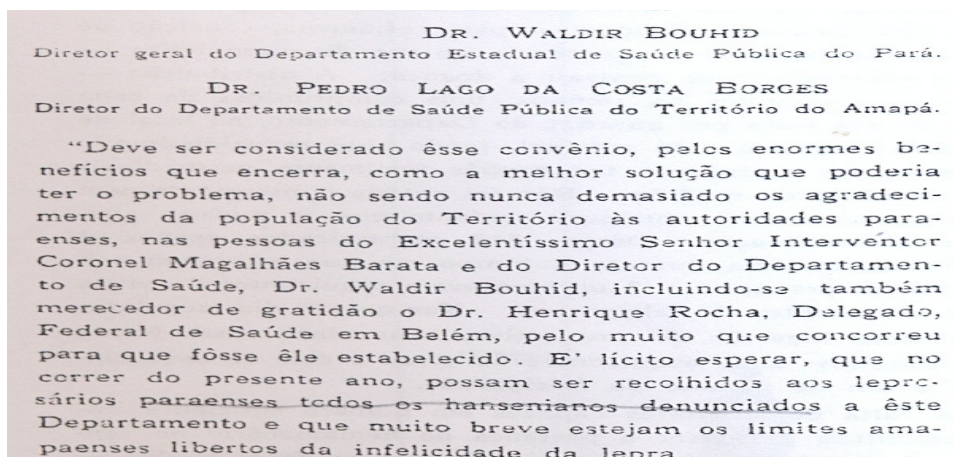 DR. WALDIR BOUHID
Diretor geral do Departamento Estadual de Saúde Pública do Pará.
DR. PEDRO LAGO DA COSTA BORGES
Diretor do Departamento de Saúde Pública do Território do Amapá.
"Deve ser considerado êsse convênio, pelos enormes be-
nefícios que encerra, como a melhor solução que poderia
ter o problema, não sendo nunca demasiado os agradeci-
mentos da população do Território às autoridades para-
enses, nas pessoas do Excelentíssimo Senhor Interventor
Coronel Magalhães Barata e do Diretor do Departamen-
to de Saúde, Dr. Waldir Bouhid, incluindo-se também
merecedor de gratidão o Dr. Henrique Rocha, Delegado,
Federal de Saúde em Belém, pelo muito que concorreu
para que fôsse êle estabelecido. E' lícito esperar, que no
correr do presente ano, possam ser recolhidos aos lepro-
sários paraenses todos os hansenianos denunciados a êste
Departamento e que muito breve estejam os limites ama-
paenses libertos da infelicidade da lepra